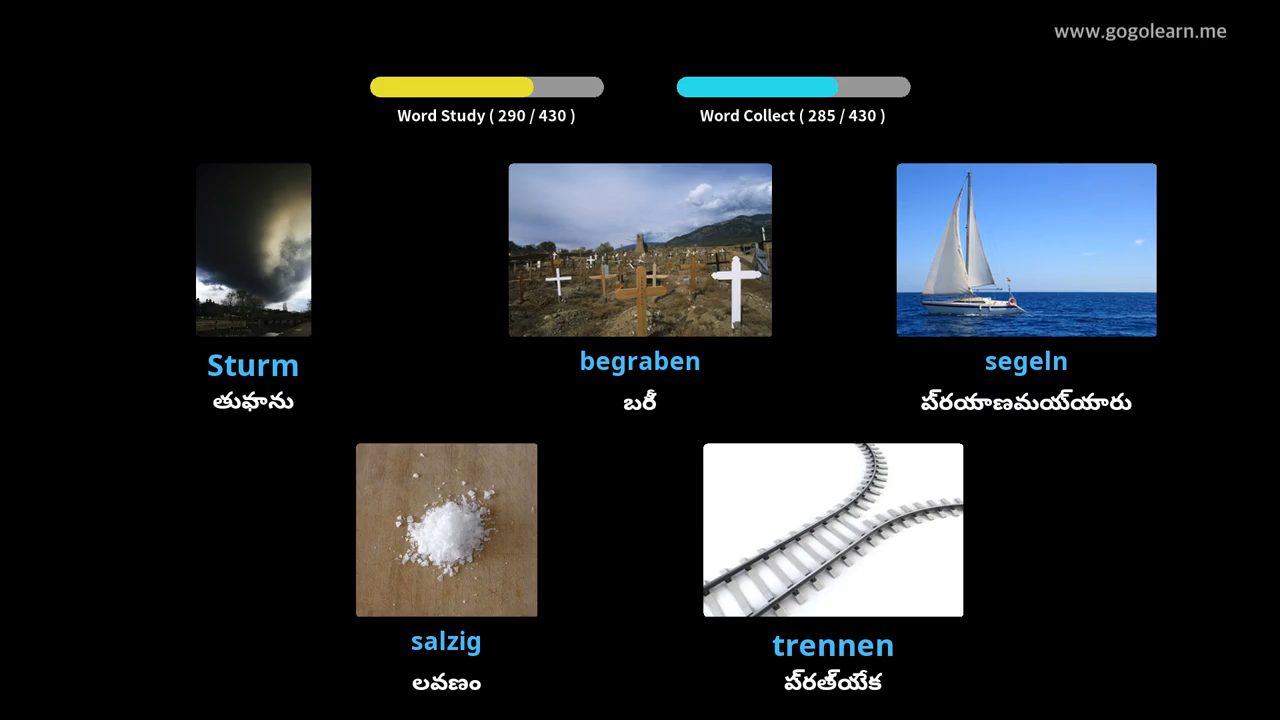 www.gogolearn.me
Word Study ( 290 / 430 )
Word Collect ( 285 / 430 )
Sturm
తుఫాను
begraben
బరీ
segeln
ప్రయాణమయ్యారు
salzig
లవణం
trennen
ప్రత్యేక